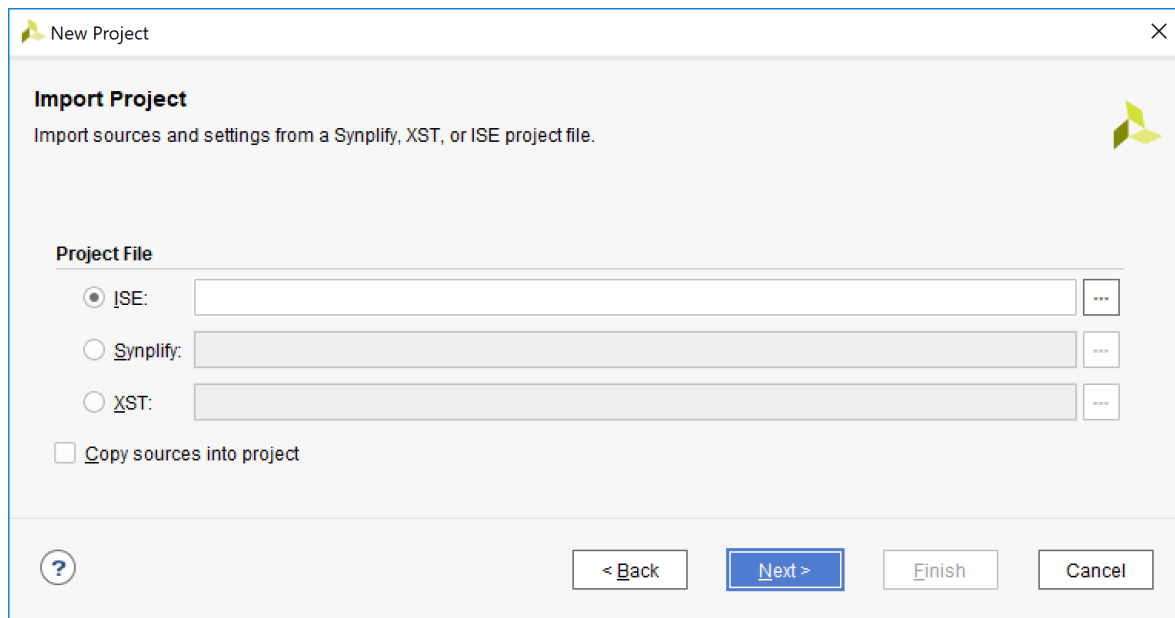 New Project
Import Project
Import sources and settings from a Synplify, XST, or ISE project file.
Project File
ISE:
...
Synplify:
...
XST:
...
Copy sources into project
?
< Back
Next >
Finish
Cancel